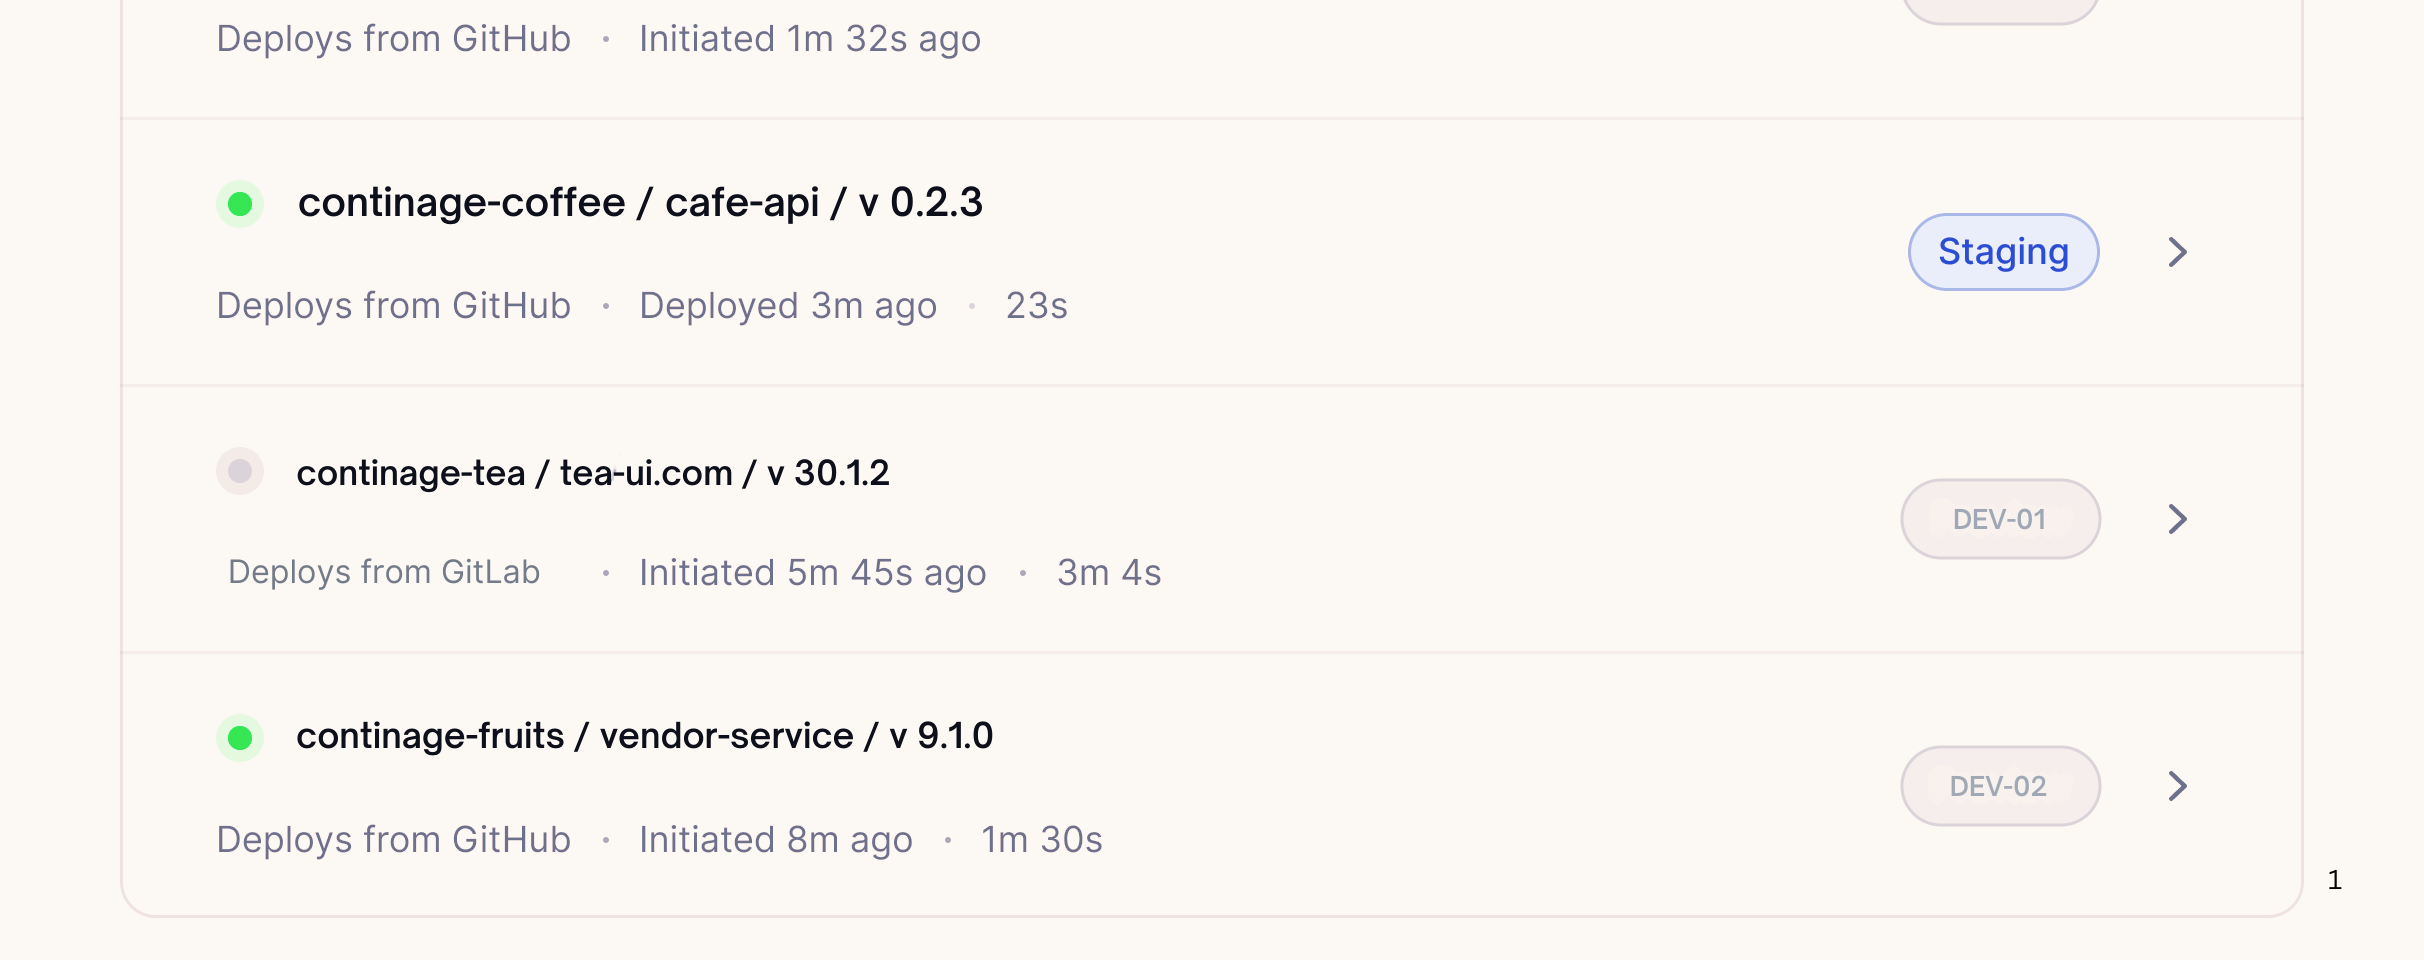 Deploys from GitHub · Initiated 1m 32s ago
continage-coffee / cafe-api / v 0.2.3
Staging
Deploys from GitHub · Deployed 3m ago · 23s
continage-tea / tea-ui.com / v 30.1.2
DEV-01
Deploys from GitLab · Initiated 5m 45s ago · 3m 4s
continage-fruits / vendor-service / v 9.1.0
DEV-02
Deploys from GitHub · Initiated 8m ago · 1m 30s
1